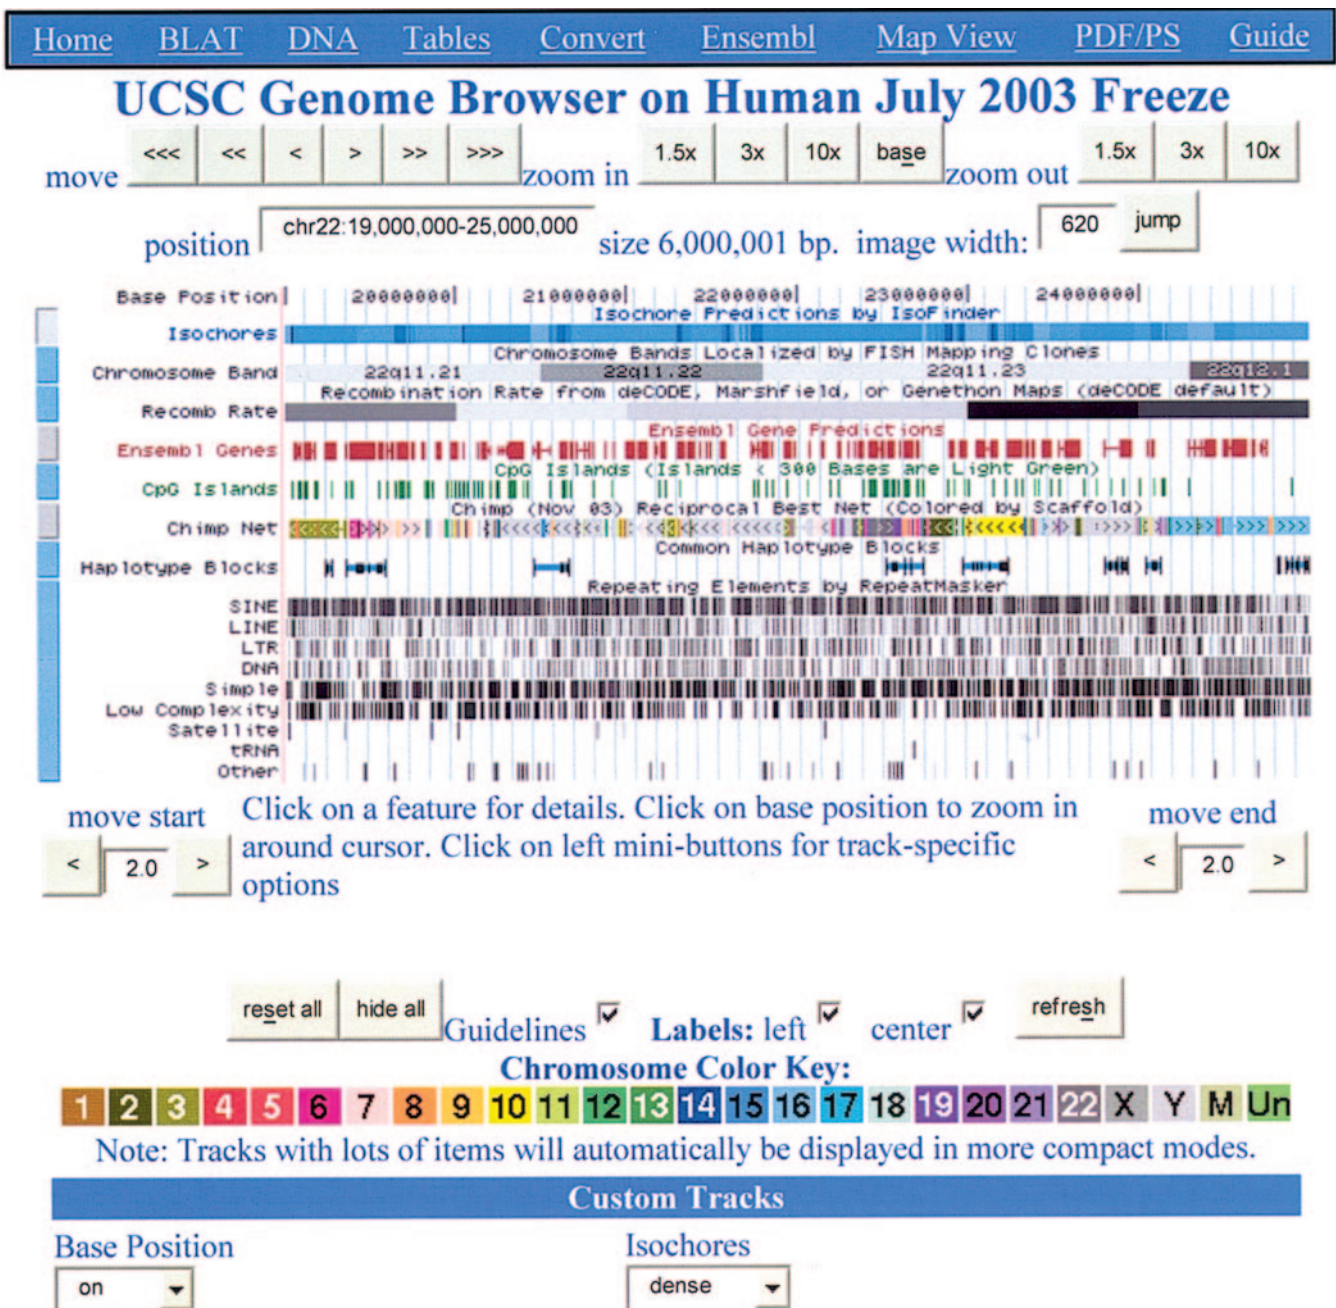 Home BLAT DNA Tables Convert Ensembl Map View PDF/PS Guide
UCSC Genome Browser on Human July 2003 Freeze
move <<< << < > >> >>> zoom in 1.5x 3x 10x base zoom out 1.5x 3x 10x
position chr22:19,000,000-25,000,000 size 6,000,001 bp. image width: 620 jump
Base Position 20000000 21000000 22000000 23000000 24000000
Isochore Predictions by IsoFinder
Isochores
Chromosome Bands Localized by FISH Mapping Clones
Chromosome Band 22q11.21 22q11.22 22q11.23 22q12.1
Recombination Rate from deCODE, Marshfield, or Genethon Maps (deCODE default)
Recomb Rate
Ensembl Gene Predictions
Ensembl Genes
CpG Islands (Islands < 300 Bases are Light Green)
CpG Islands
Chimp (Nov 03) Reciprocal Best Net (Colored by Scaffold)
Chimp Net
Common Haplotype Blocks
Haplotype Blocks
Repeating Elements by RepeatMasker
SINE
LINE
LTR
DNA
Simple
Low Complexity
Satellite
tRNA
Other
move start Click on a feature for details. Click on base position to zoom in move end
< 2.0 > around cursor. Click on left mini-buttons for track-specific < 2.0 >
options
reset all hide all Guidelines Labels: left center refresh
Chromosome Color Key:
1 2 3 4 5 6 7 8 9 10 11 12 13 14 15 16 17 18 19 20 21 22 X Y M Un
Note: Tracks with lots of items will automatically be displayed in more compact modes.
Custom Tracks
Base Position Isochores
on dense